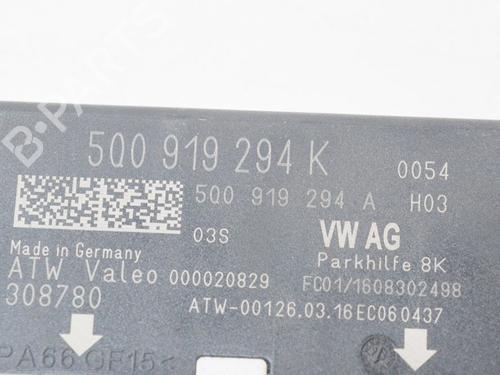 5Q0 919 294 K 0054
5Q0 919 294 A H03
03S VW AG
Made in Germany Parkhilfe 8K
ATW Valeo 000020829 FC01/1608302498
308780 ATW-00126.03.16EC060437
PA66 GF15<
B-PARTS